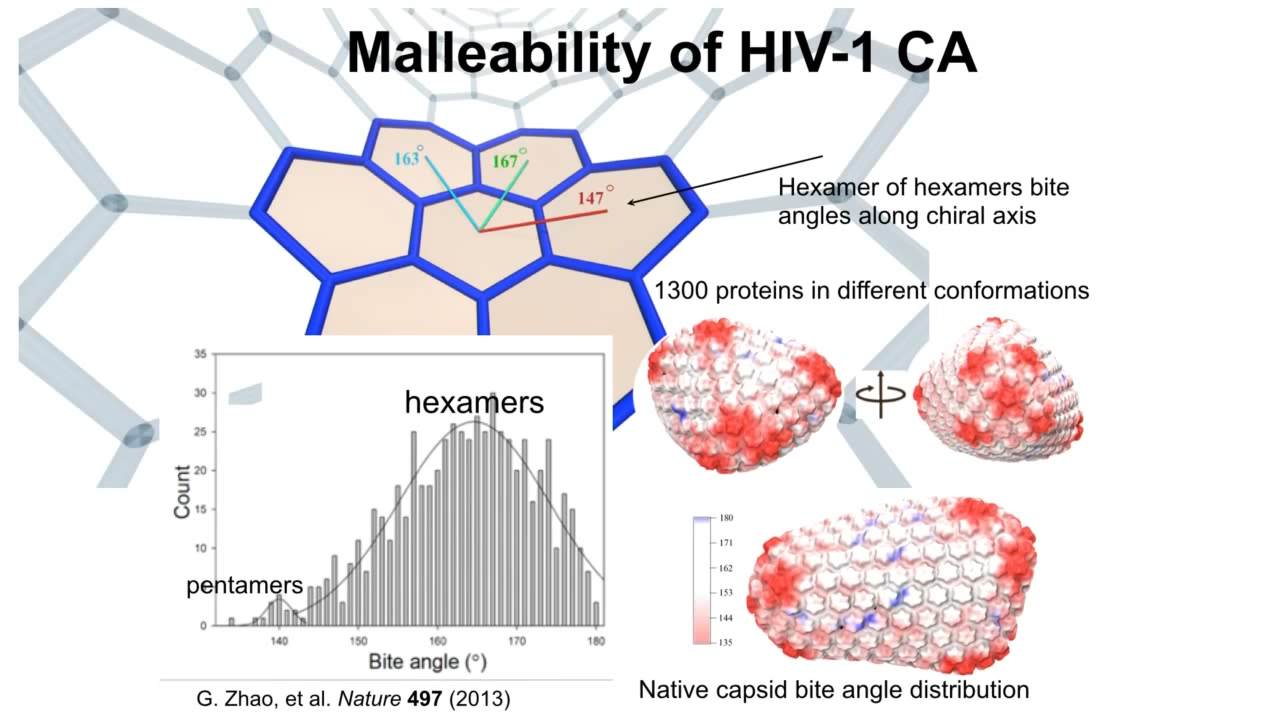 Malleability of HIV-1 CA
163°
167°
147°
Hexamer of hexamers bite
angles along chiral axis
1300 proteins in different conformations
35
30
25
20
15
10
5
0
Count
hexamers
pentamers
140
150
160
170
180
Bite angle (°)
180
171
162
153
144
135
Native capsid bite angle distribution
G. Zhao, et al. Nature 497 (2013)